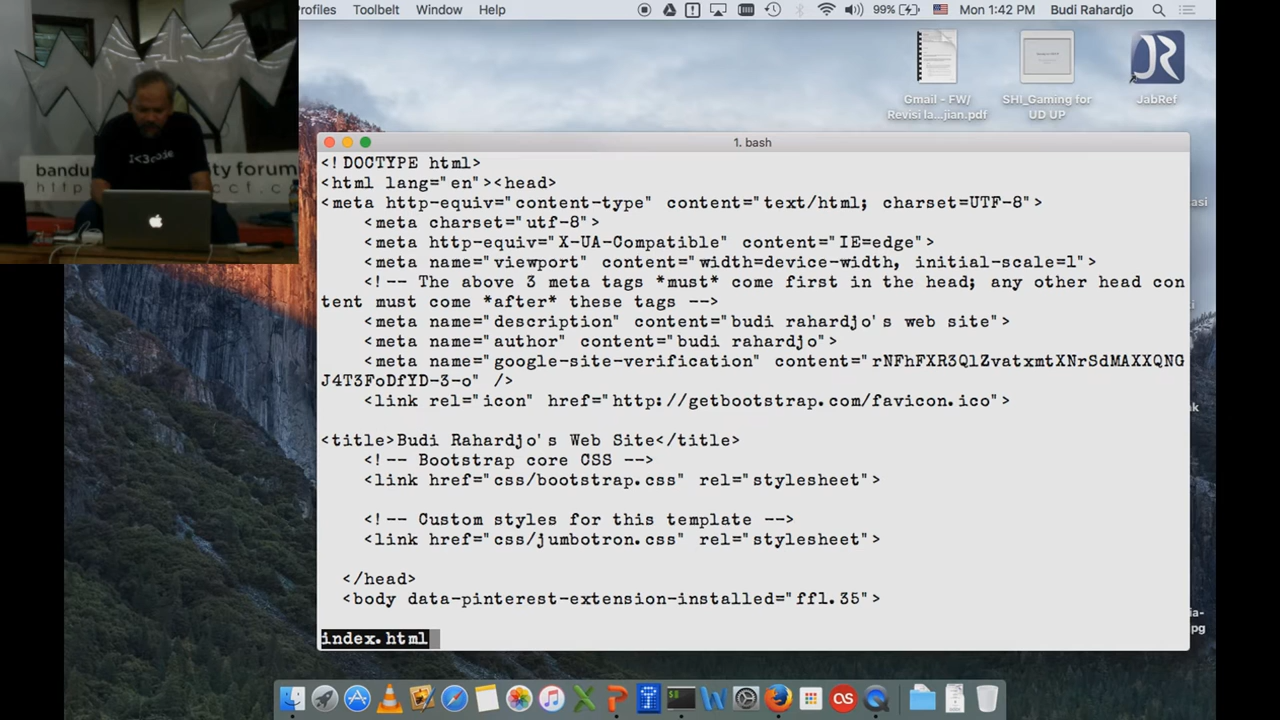 Profiles Toolbelt Window Help 99% Mon 1:42 PM Budi Rahardjo
Gmail - FW/
Revisi la...jian.pdf
SHI_Gaming for
UD UP
JR
JabRef
I<3code
forum
1. bash
<!DOCTYPE html>
<html lang="en"><head>
<meta http-equiv="content-type" content="text/html; charset=UTF-8">
<meta charset="utf-8">
<meta http-equiv="X-UA-Compatible" content="IE=edge">
<meta name="viewport" content="width=device-width, initial-scale=1">
<!-- The above 3 meta tags *must* come first in the head; any other head con
tent must come *after* these tags -->
<meta name="description" content="budi rahardjo's web site">
<meta name="author" content="budi rahardjo">
<meta name="google-site-verification" content="rNFhFXR3QlZvatxmtXNrSdMAXXQNG
J4T3FoDfYD-3-o" />
<link rel="icon" href="http://getbootstrap.com/favicon.ico">
<title>Budi Rahardjo's Web Site</title>
<!-- Bootstrap core CSS -->
<link href="css/bootstrap.css" rel="stylesheet">
<!-- Custom styles for this template -->
<link href="css/jumbotron.css" rel="stylesheet">
</head>
<body data-pinterest-extension-installed="ff1.35">
index.html